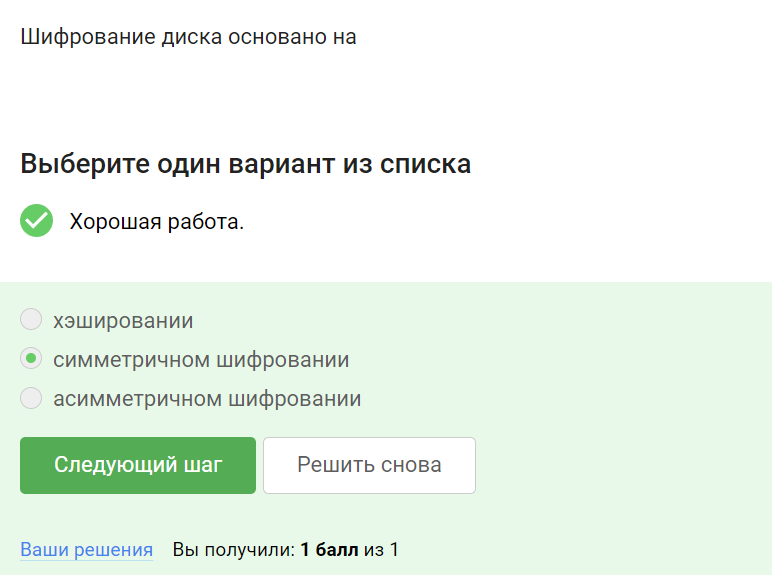 Шифрование диска основано на
Выберите один вариант из списка
Хорошая работа.
хэшировании
симметричном шифровании
асимметричном шифровании
Следующий шаг Решить снова
Ваши решения Вы получили: 1 балл из 1